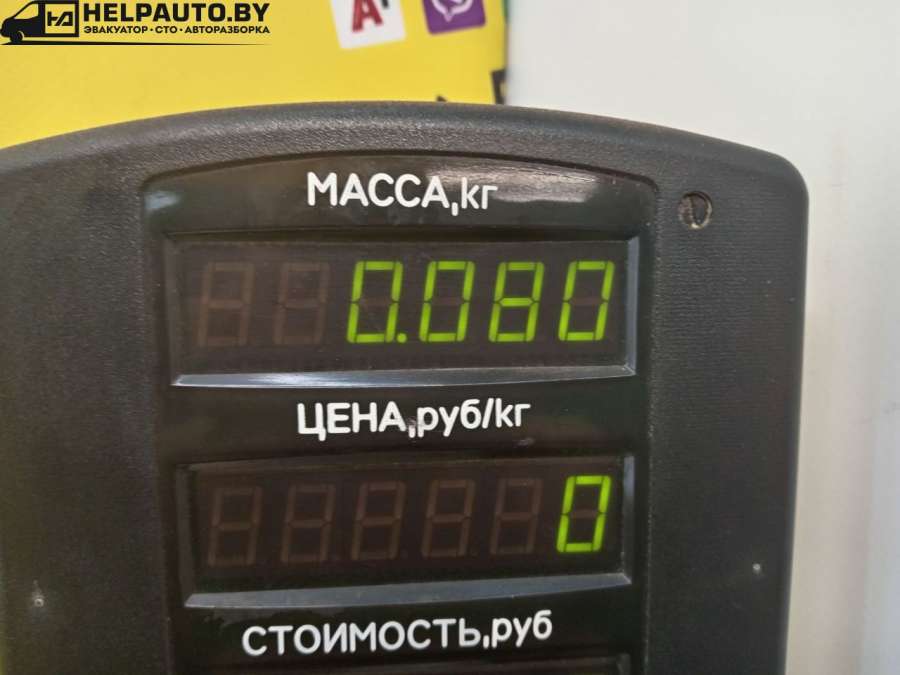 HELPAUTO.BY
ЭВАКУАТОР • СТО • АВТОРАЗБОРКА
МАССА,кг
0.080
ЦЕНА,руб/кг
0
СТОИМОСТЬ,руб